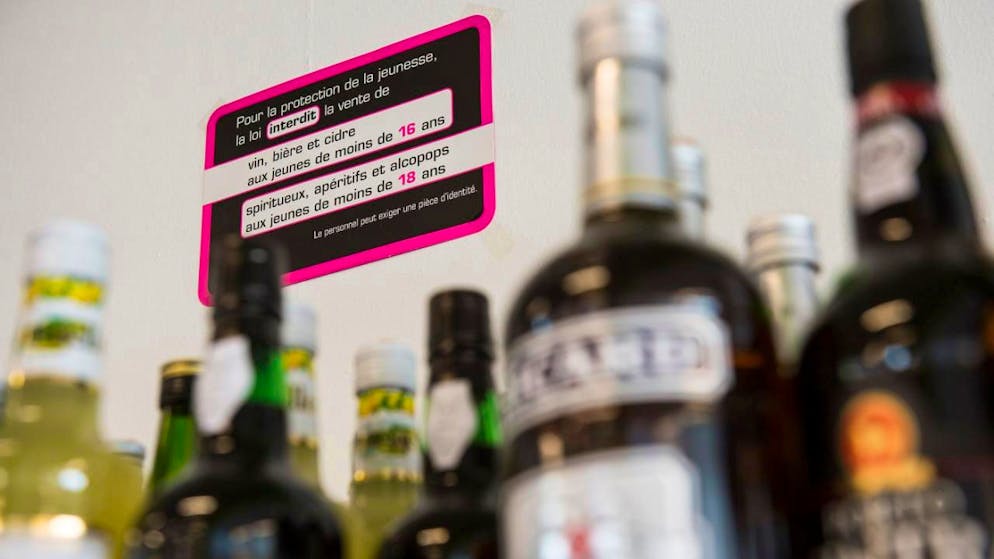 Pour la protection de la jeunesse,
la loi interdit la vente de
vin, bière et cidre
aux jeunes de moins de 16 ans
spiritueux, apéritifs et alcopops
aux jeunes de moins de 18 ans
Le personnel peut exiger une pièce d'identité.